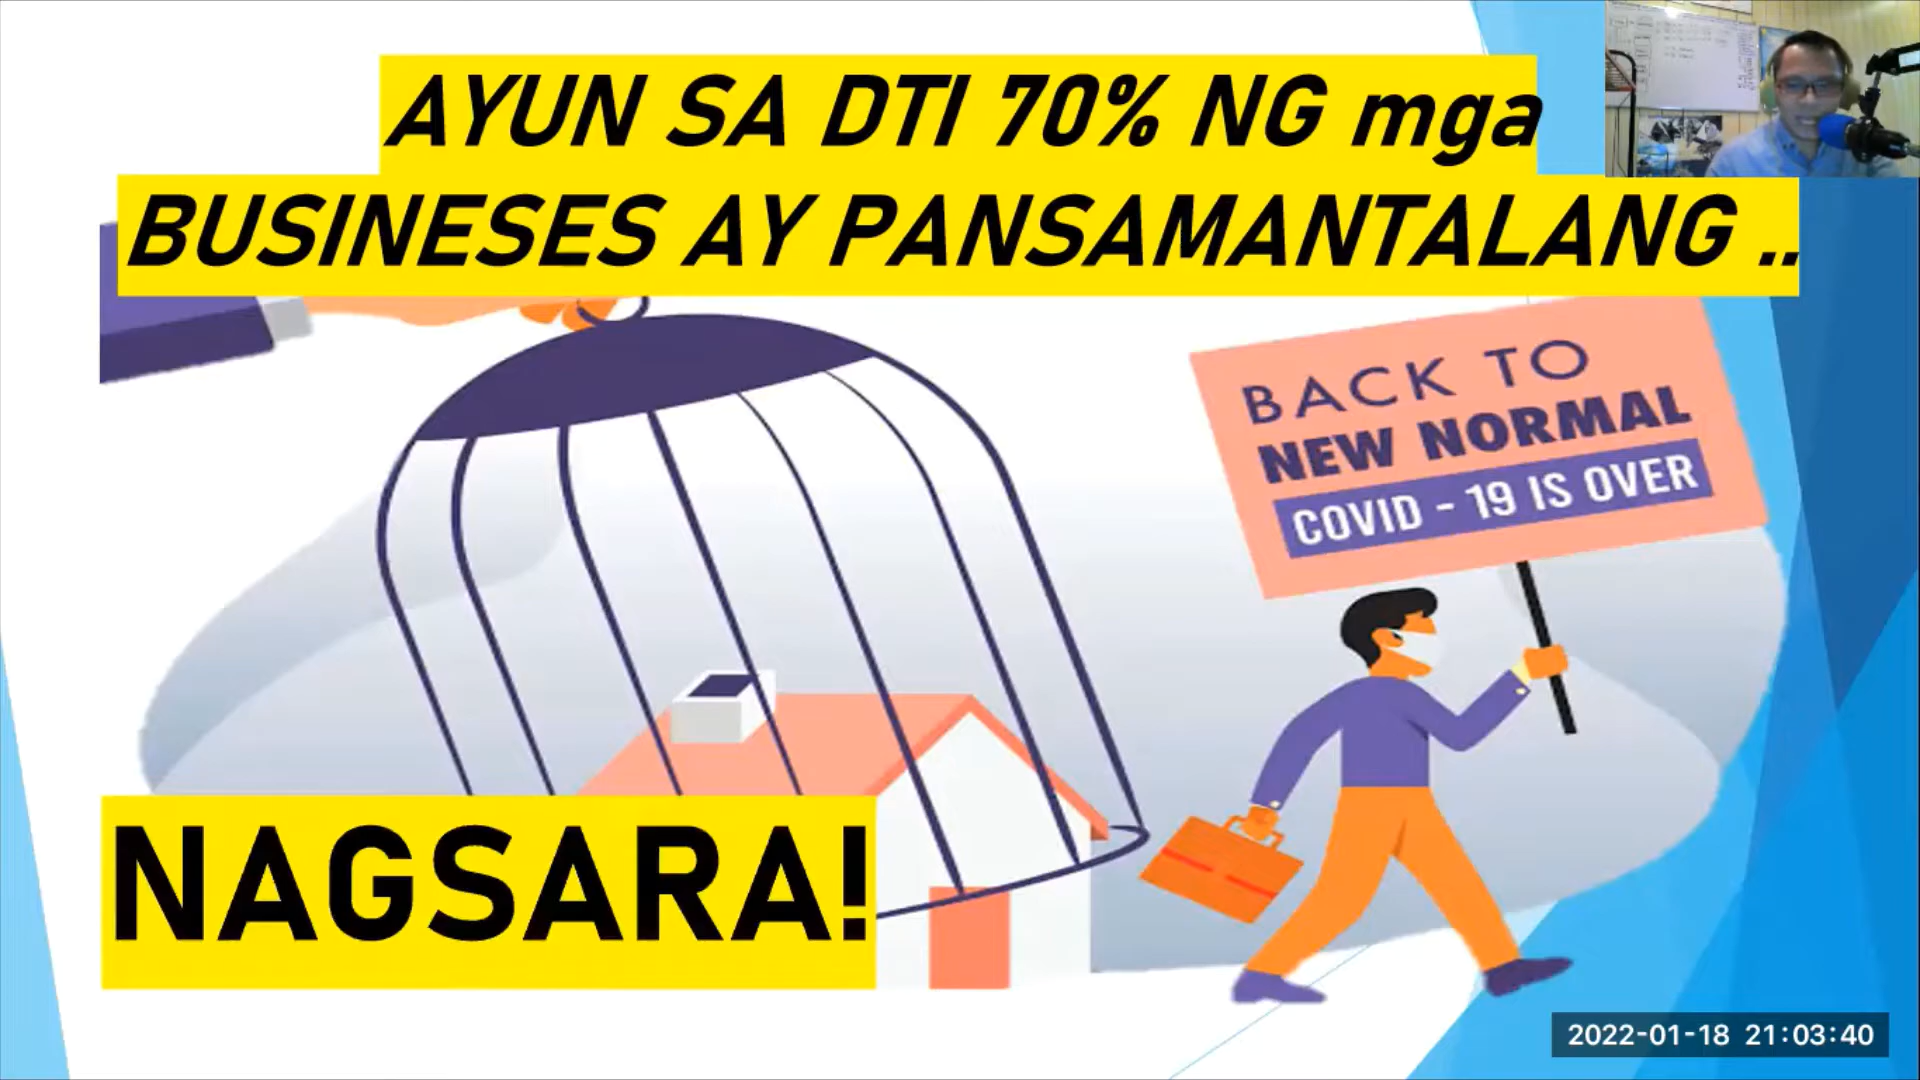 AYUN SA DTI 70% NG mga
BUSINESES AY PANSAMANTALANG ..
BACK TO
NEW NORMAL
COVID - 19 IS OVER
NAGSARA!
2022-01-18 21:03:40